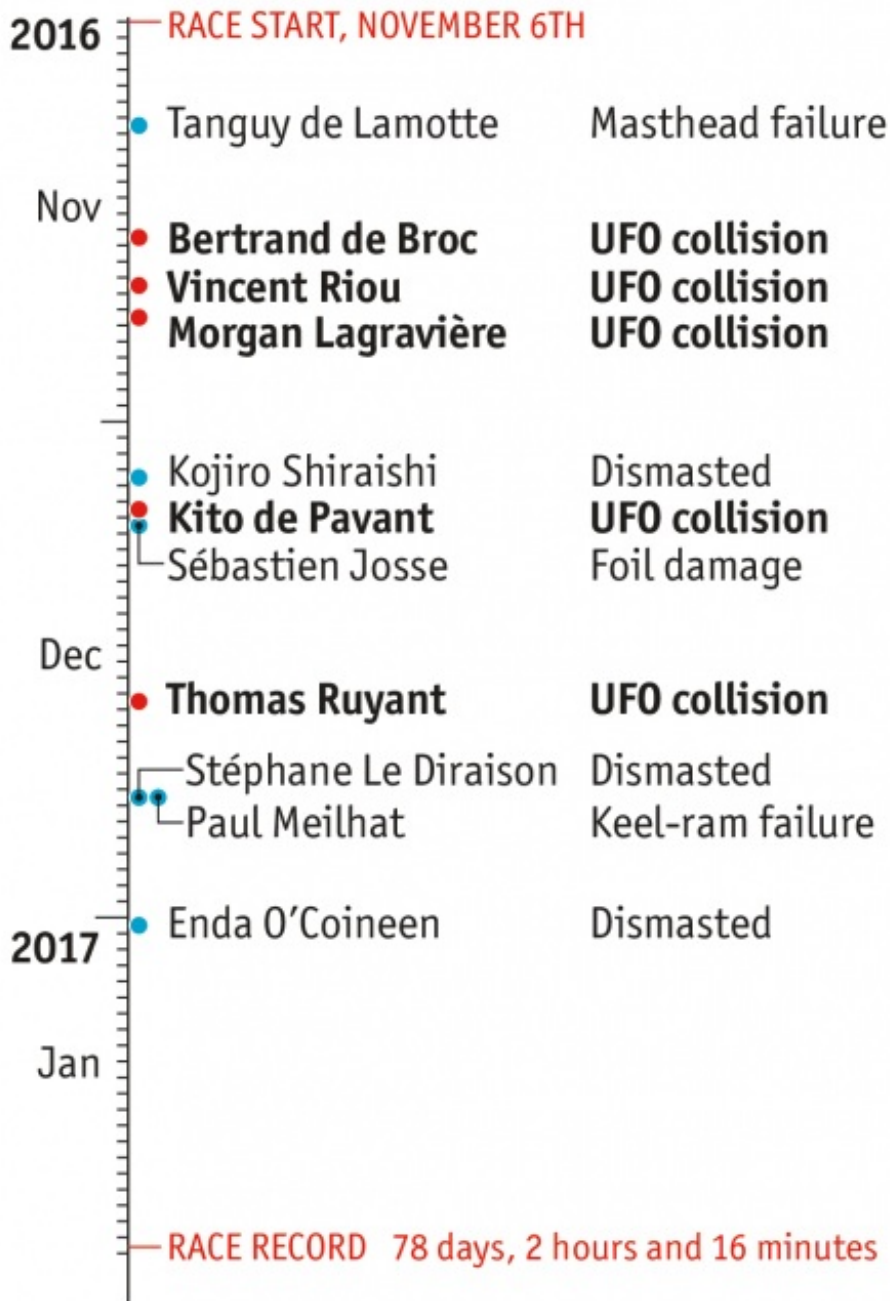 2016 RACE START, NOVEMBER 6TH
Tanguy de Lamotte Masthead failure
Nov
Bertrand de Broc UFO collision
Vincent Riou UFO collision
Morgan Lagravière UFO collision
Kojiro Shiraishi Dismasted
Kito de Pavant UFO collision
Sébastien Josse Foil damage
Dec
Thomas Ruyant UFO collision
Stéphane Le Diraison Dismasted
Paul Meilhat Keel-ram failure
Enda O’Coineen Dismasted
2017
Jan
RACE RECORD 78 days, 2 hours and 16 minutes